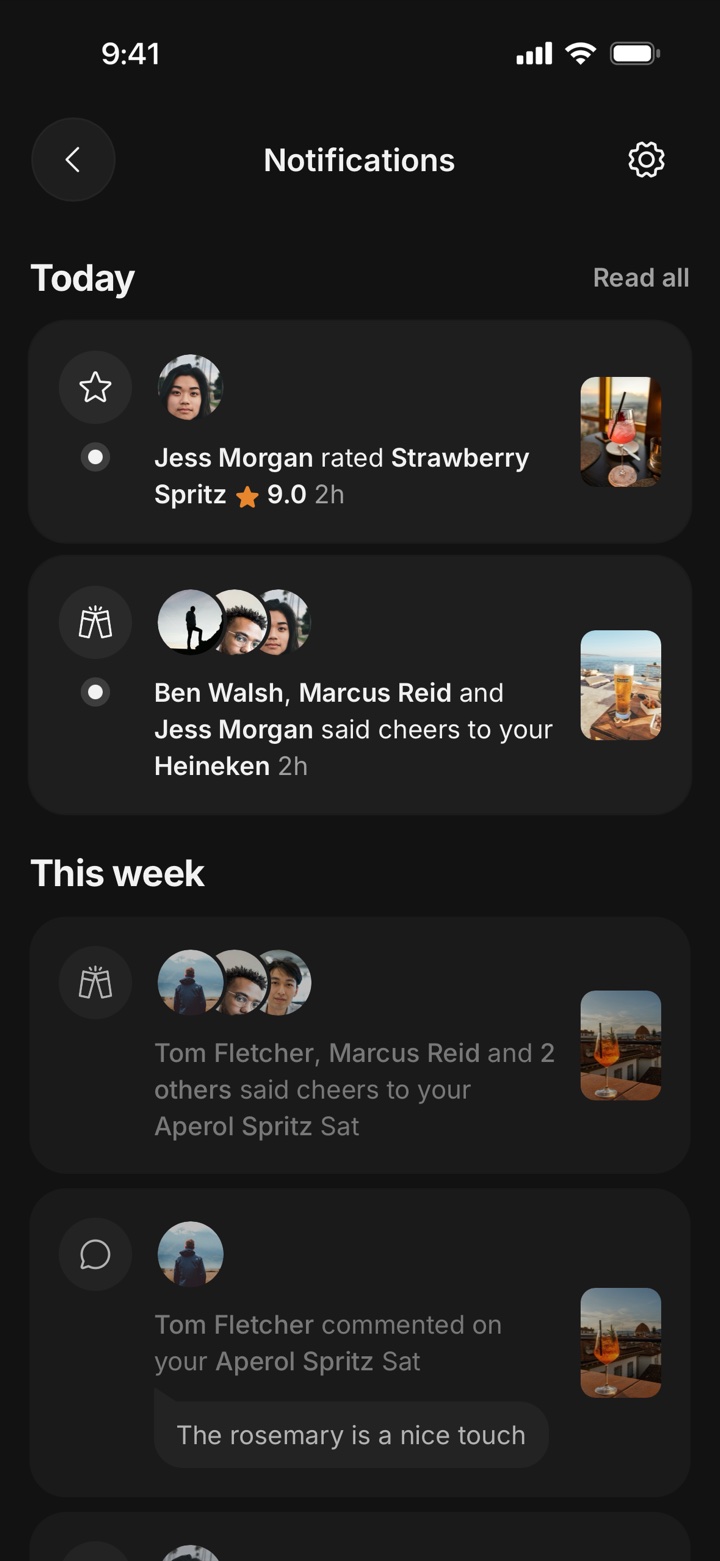 9:41
Notifications
Today
Read all
Jess Morgan rated Strawberry
Spritz 9.0 2h
Ben Walsh, Marcus Reid and
Jess Morgan said cheers to your
Heineken 2h
This week
Tom Fletcher, Marcus Reid and 2
others said cheers to your
Aperol Spritz Sat
Tom Fletcher commented on
your Aperol Spritz Sat
The rosemary is a nice touch